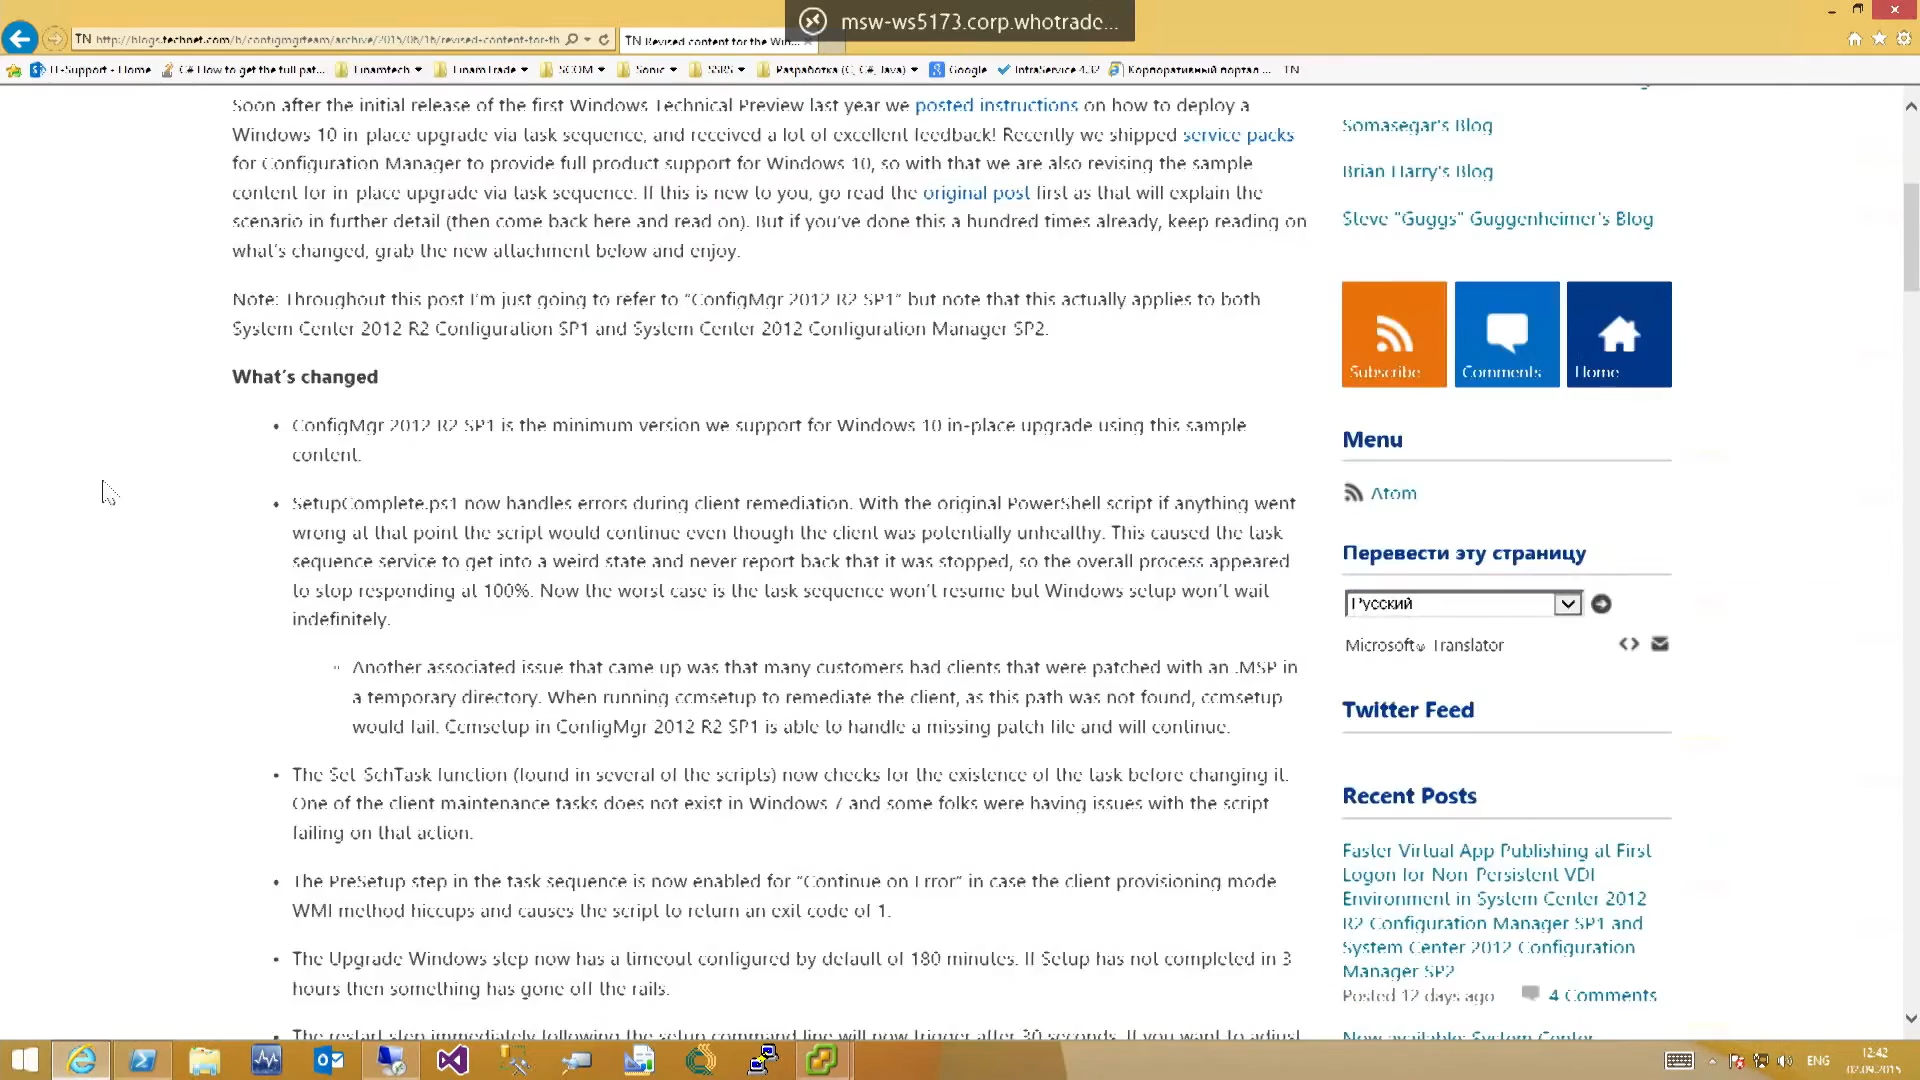 msw-ws5173.corp.whotrade...
http://blogs.technet.com/b/configmgrteam/archive/2015/06/16/revised-content-for-th
TN Revised content for the Win...
IT-Support - Home
C# How to get the full pat...
Finamtech
FinamTrade
SCOM
Sonic
SSRS
Разработка (C, C#, Java)
Google
IntraService 4.32
Корпоративный портал ...
TN
Soon after the initial release of the first Windows Technical Preview last year we posted instructions on how to deploy a
Windows 10 in-place upgrade via task sequence, and received a lot of excellent feedback! Recently we shipped service packs
for Configuration Manager to provide full product support for Windows 10, so with that we are also revising the sample
content for in-place upgrade via task sequence. If this is new to you, go read the original post first as that will explain the
scenario in further detail (then come back here and read on). But if you've done this a hundred times already, keep reading on
what's changed, grab the new attachment below and enjoy.
Note: Throughout this post I'm just going to refer to "ConfigMgr 2012 R2 SP1" but note that this actually applies to both
System Center 2012 R2 Configuration SP1 and System Center 2012 Configuration Manager SP2.
What's changed
• ConfigMgr 2012 R2 SP1 is the minimum version we support for Windows 10 in-place upgrade using this sample
content.
• SetupComplete.ps1 now handles errors during client remediation. With the original PowerShell script if anything went
wrong at that point the script would continue even though the client was potentially unhealthy. This caused the task
sequence service to get into a weird state and never report back that it was stopped, so the overall process appeared
to stop responding at 100%. Now the worst case is the task sequence won't resume but Windows setup won't wait
indefinitely.
Another associated issue that came up was that many customers had clients that were patched with an .MSP in
a temporary directory. When running ccmsetup to remediate the client, as this path was not found, ccmsetup
would fail. Ccmsetup in ConfigMgr 2012 R2 SP1 is able to handle a missing patch file and will continue.
• The Set-SchTask function (found in several of the scripts) now checks for the existence of the task before changing it.
One of the client maintenance tasks does not exist in Windows 7 and some folks were having issues with the script
failing on that action.
• The PreSetup step in the task sequence is now enabled for "Continue on Error" in case the client provisioning mode
WMI method hiccups and causes the script to return an exit code of 1.
• The Upgrade Windows step now has a timeout configured by default of 180 minutes. If Setup has not completed in 3
hours then something has gone off the rails.
• The restart step immediately following the setup command line will now trigger after 30 seconds. If you want to adjust
Somasegar's Blog
Brian Harry's Blog
Steve "Guggs" Guggenheimer's Blog
Subscribe
Comments
Home
Menu
Atom
Перевести эту страницу
Русский
Microsoft® Translator
Twitter Feed
Recent Posts
Faster Virtual App Publishing at First
Logon for Non-Persistent VDI
Environment in System Center 2012
R2 Configuration Manager SP1 and
System Center 2012 Configuration
Manager SP2
Posted 12 days ago
4 Comments
Now available: System Center
ENG
12:42
02.09.2015